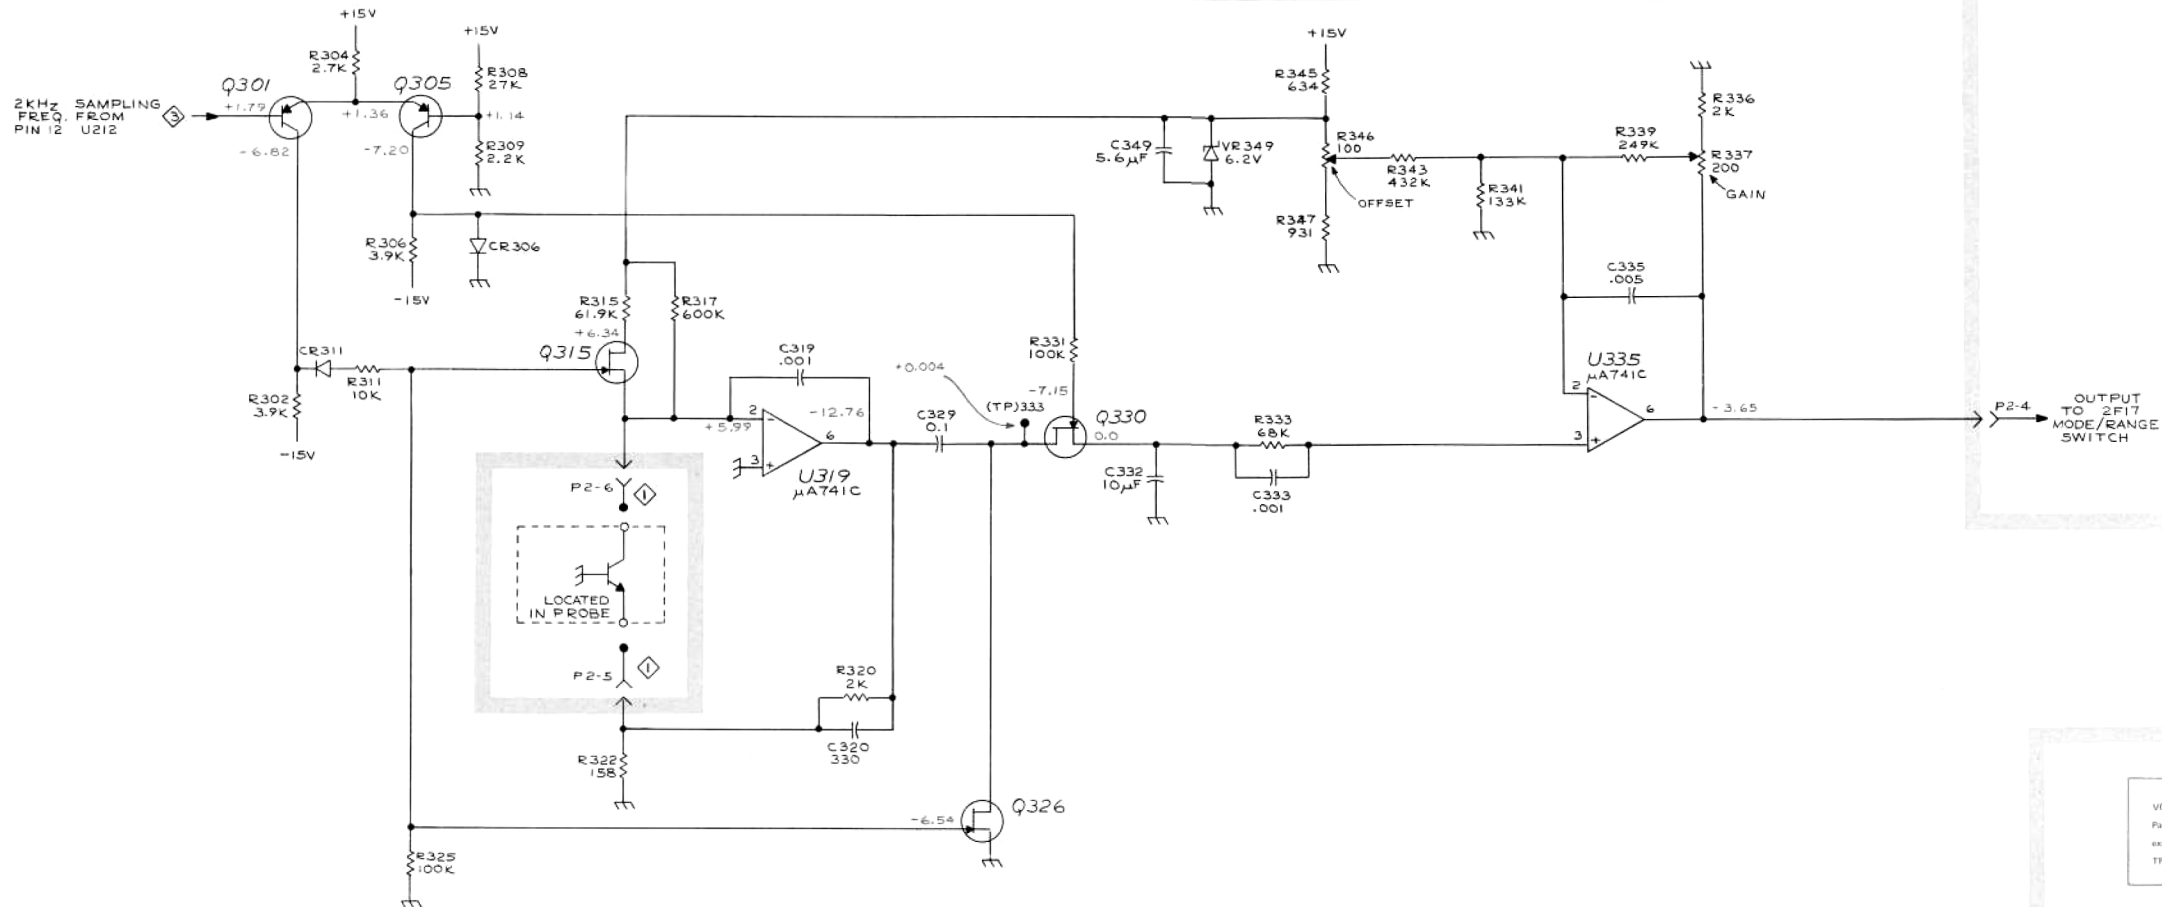 +15V
R304
2.7K
+15V
R308
27K
Q301
Q305
2KHz SAMPLING
FREQ. FROM
PIN 12 U212
3
+1.79
+1.36
+1.14
-6.82
-7.20
R309
2.2K
R306
3.9K
-15V
CR306
+15V
R345
634
C349
5.6µF
VR349
6.2V
R346
100
OFFSET
R343
432K
R347
931
R341
133K
R339
249K
R336
2K
R337
200
GAIN
C335
.005
R315
61.9K
R317
600K
+6.34
Q315
CR311
R311
10K
R302
3.9K
-15V
C319
.001
2
+5.99
3
-12.76
6
U319
µA741C
C329
0.1
+0.004
(TP)333
R331
100K
-7.15
Q330
0.0
C332
10µF
R333
68K
C333
.001
U335
µA741C
2
3
6
-3.65
P2-4
OUTPUT
TO 2F17
MODE/RANGE
SWITCH
P2-6
1
LOCATED
IN PROBE
P2-5
1
R320
2K
C320
330
R322
158
-6.54
Q326
R325
100K